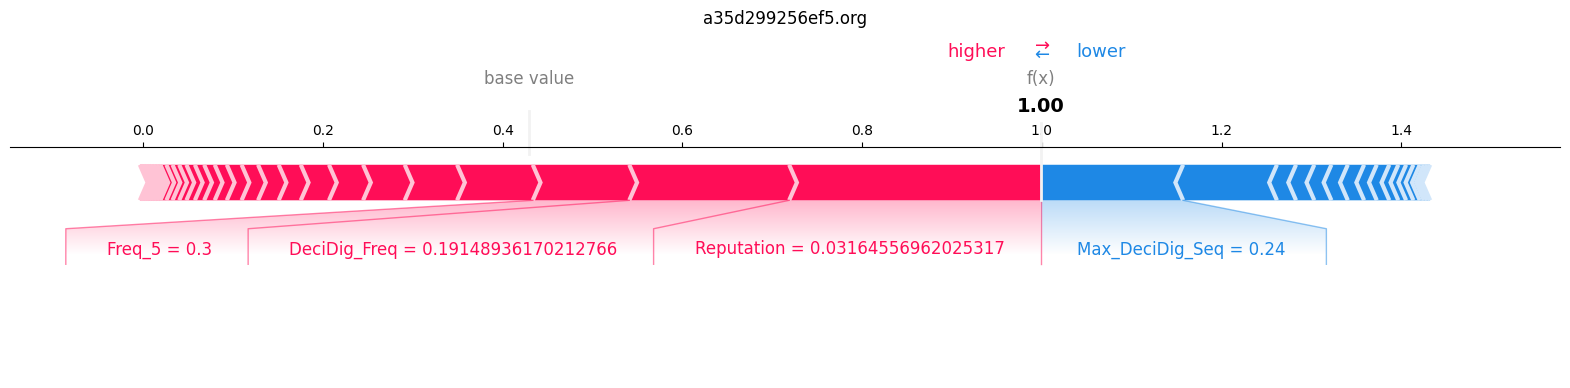 a35d299256ef5.org
higher ⇄ lower
base value f(x)
1.00
0.0 0.2 0.4 0.6 0.8 1.0 1.2 1.4
Freq_5 = 0.3 DeciDig_Freq = 0.19148936170212766 Reputation = 0.03164556962025317 Max_DeciDig_Seq = 0.24